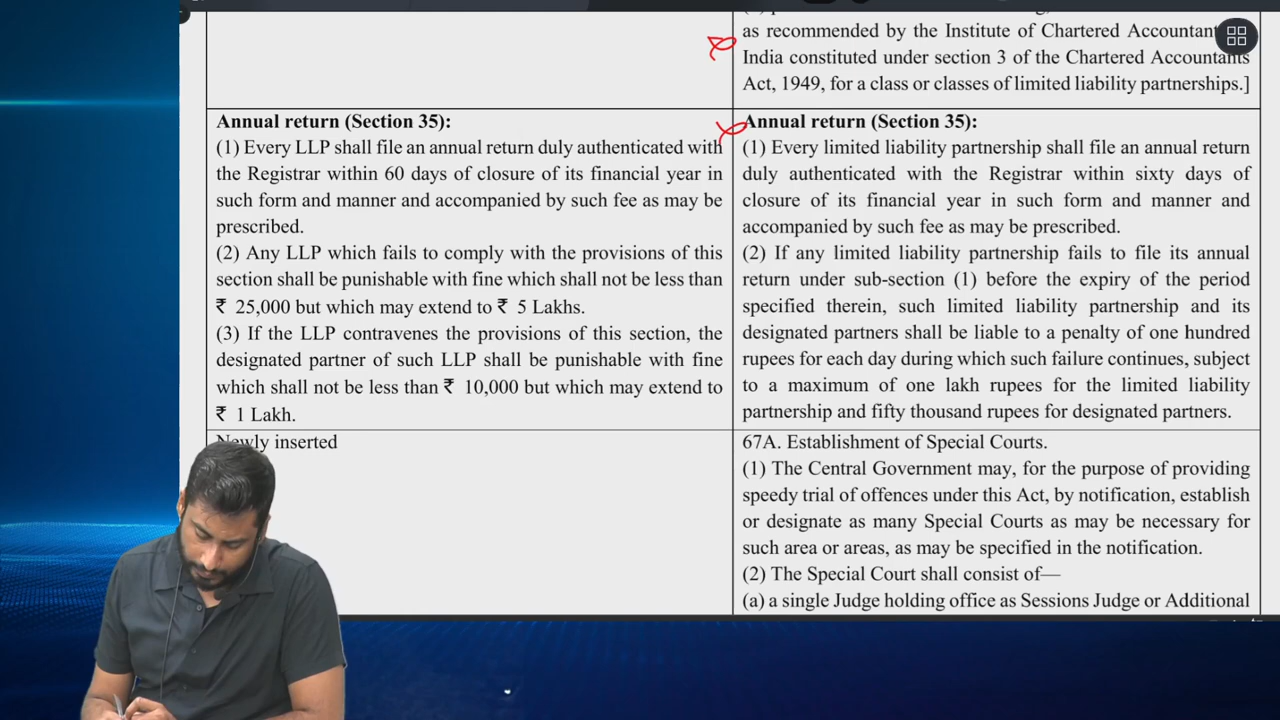 as recommended by the Institute of Chartered Accountant
India constituted under section 3 of the Chartered Accountants
Act, 1949, for a class or classes of limited liability partnerships.]
Annual return (Section 35):
(1) Every LLP shall file an annual return duly authenticated with
the Registrar within 60 days of closure of its financial year in
such form and manner and accompanied by such fee as may be
prescribed.
(2) Any LLP which fails to comply with the provisions of this
section shall be punishable with fine which shall not be less than
₹ 25,000 but which may extend to ₹ 5 Lakhs.
(3) If the LLP contravenes the provisions of this section, the
designated partner of such LLP shall be punishable with fine
which shall not be less than ₹ 10,000 but which may extend to
₹ 1 Lakh.
Annual return (Section 35):
(1) Every limited liability partnership shall file an annual return
duly authenticated with the Registrar within sixty days of
closure of its financial year in such form and manner and
accompanied by such fee as may be prescribed.
(2) If any limited liability partnership fails to file its annual
return under sub-section (1) before the expiry of the period
specified therein, such limited liability partnership and its
designated partners shall be liable to a penalty of one hundred
rupees for each day during which such failure continues, subject
to a maximum of one lakh rupees for the limited liability
partnership and fifty thousand rupees for designated partners.
Newly inserted
67A. Establishment of Special Courts.
(1) The Central Government may, for the purpose of providing
speedy trial of offences under this Act, by notification, establish
or designate as many Special Courts as may be necessary for
such area or areas, as may be specified in the notification.
(2) The Special Court shall consist of—
(a) a single Judge holding office as Sessions Judge or Additional